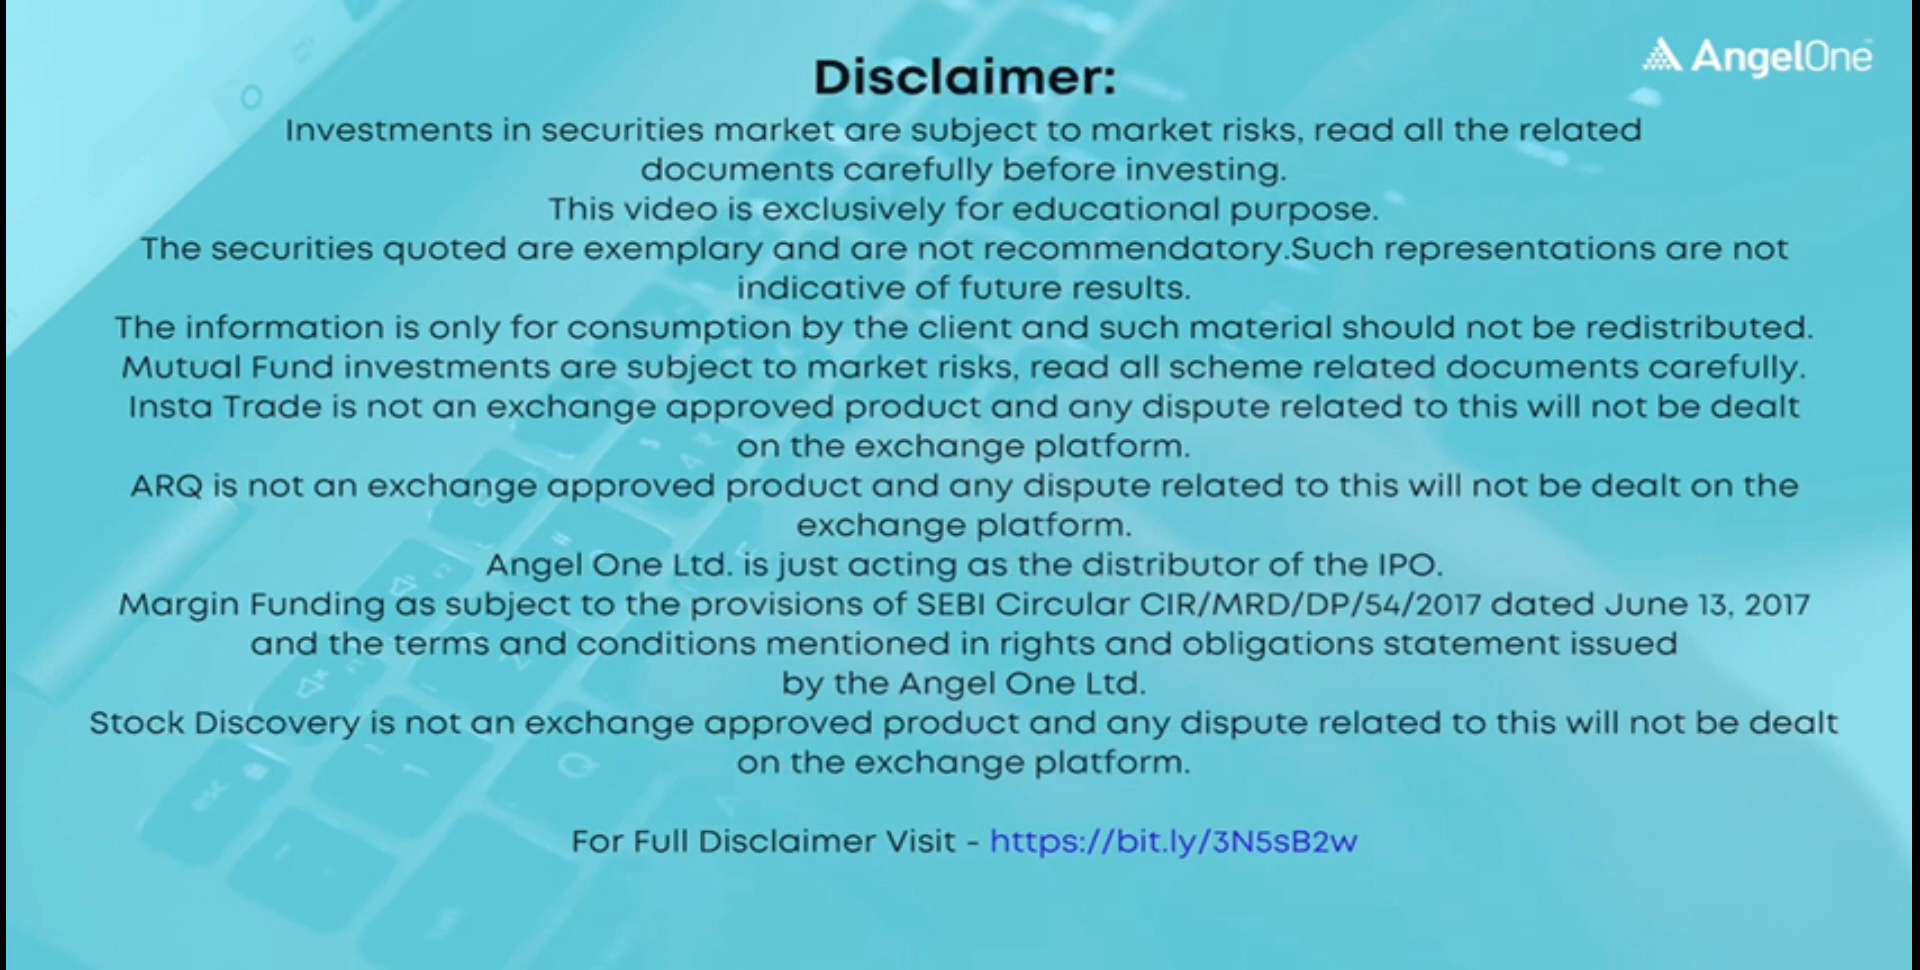 AngelOne
Disclaimer:
Investments in securities market are subject to market risks, read all the related
documents carefully before investing.
This video is exclusively for educational purpose.
The securities quoted are exemplary and are not recommendatory.Such representations are not
indicative of future results.
The information is only for consumption by the client and such material should not be redistributed.
Mutual Fund investments are subject to market risks, read all scheme related documents carefully.
Insta Trade is not an exchange approved product and any dispute related to this will not be dealt
on the exchange platform.
ARQ is not an exchange approved product and any dispute related to this will not be dealt on the
exchange platform.
Angel One Ltd. is just acting as the distributor of the IPO.
Margin Funding as subject to the provisions of SEBI Circular CIR/MRD/DP/54/2017 dated June 13, 2017
and the terms and conditions mentioned in rights and obligations statement issued
by the Angel One Ltd.
Stock Discovery is not an exchange approved product and any dispute related to this will not be dealt
on the exchange platform.
For Full Disclaimer Visit - https://bit.ly/3N5sB2w